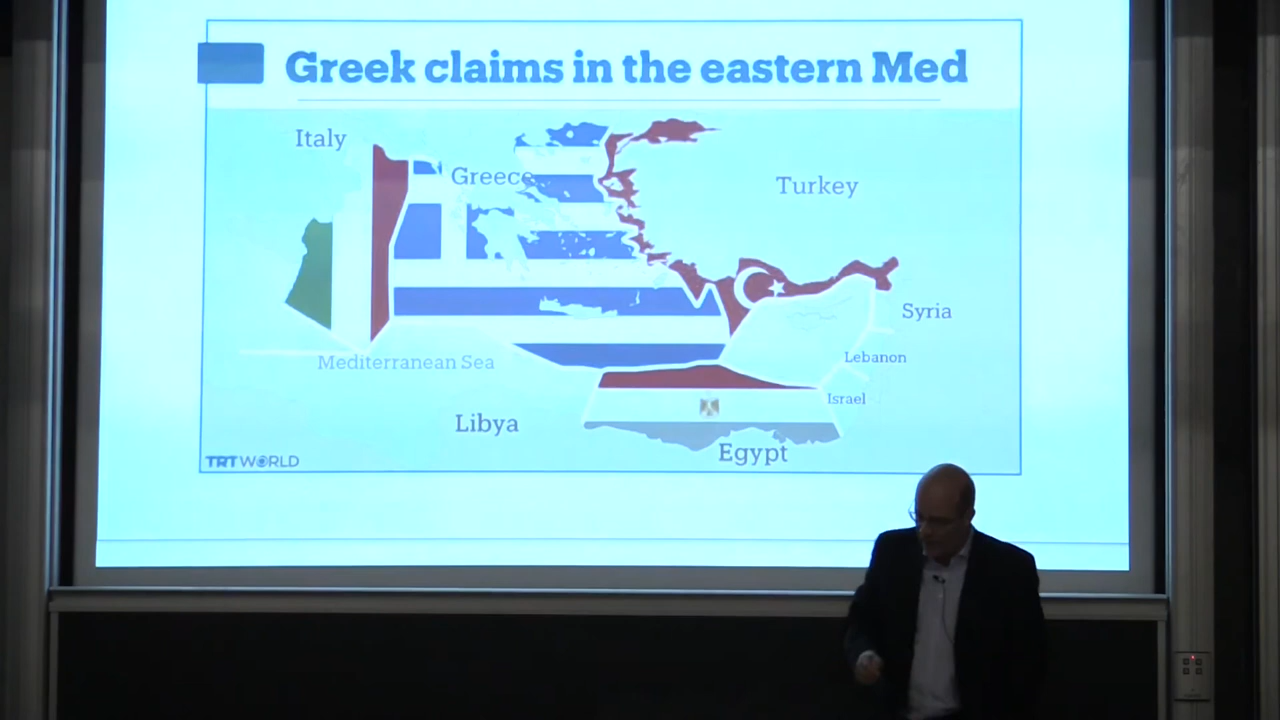 Greek claims in the eastern Med
Italy
Greece
Turkey
Syria
Mediterranean Sea
Lebanon
Israel
Libya
Egypt
TRT WORLD